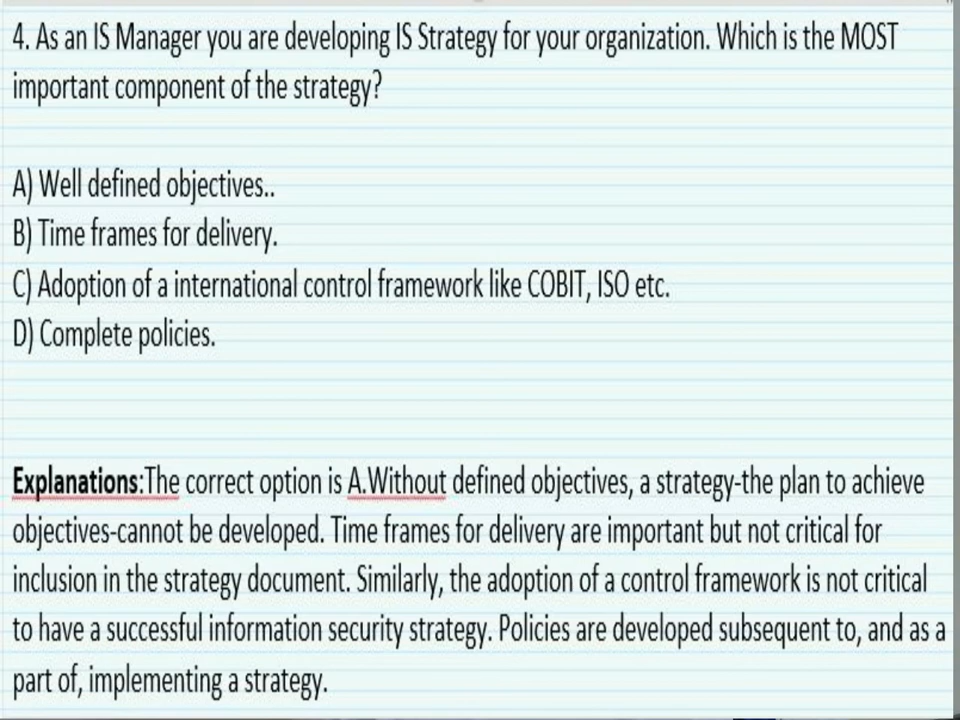 4. As an IS Manager you are developing IS Strategy for your organization. Which is the MOST
important component of the strategy?
A) Well defined objectives..
B) Time frames for delivery.
C) Adoption of a international control framework like COBIT, ISO etc.
D) Complete policies.
Explanations:The correct option is A.Without defined objectives, a strategy-the plan to achieve
objectives-cannot be developed. Time frames for delivery are important but not critical for
inclusion in the strategy document. Similarly, the adoption of a control framework is not critical
to have a successful information security strategy. Policies are developed subsequent to, and as a
part of, implementing a strategy.